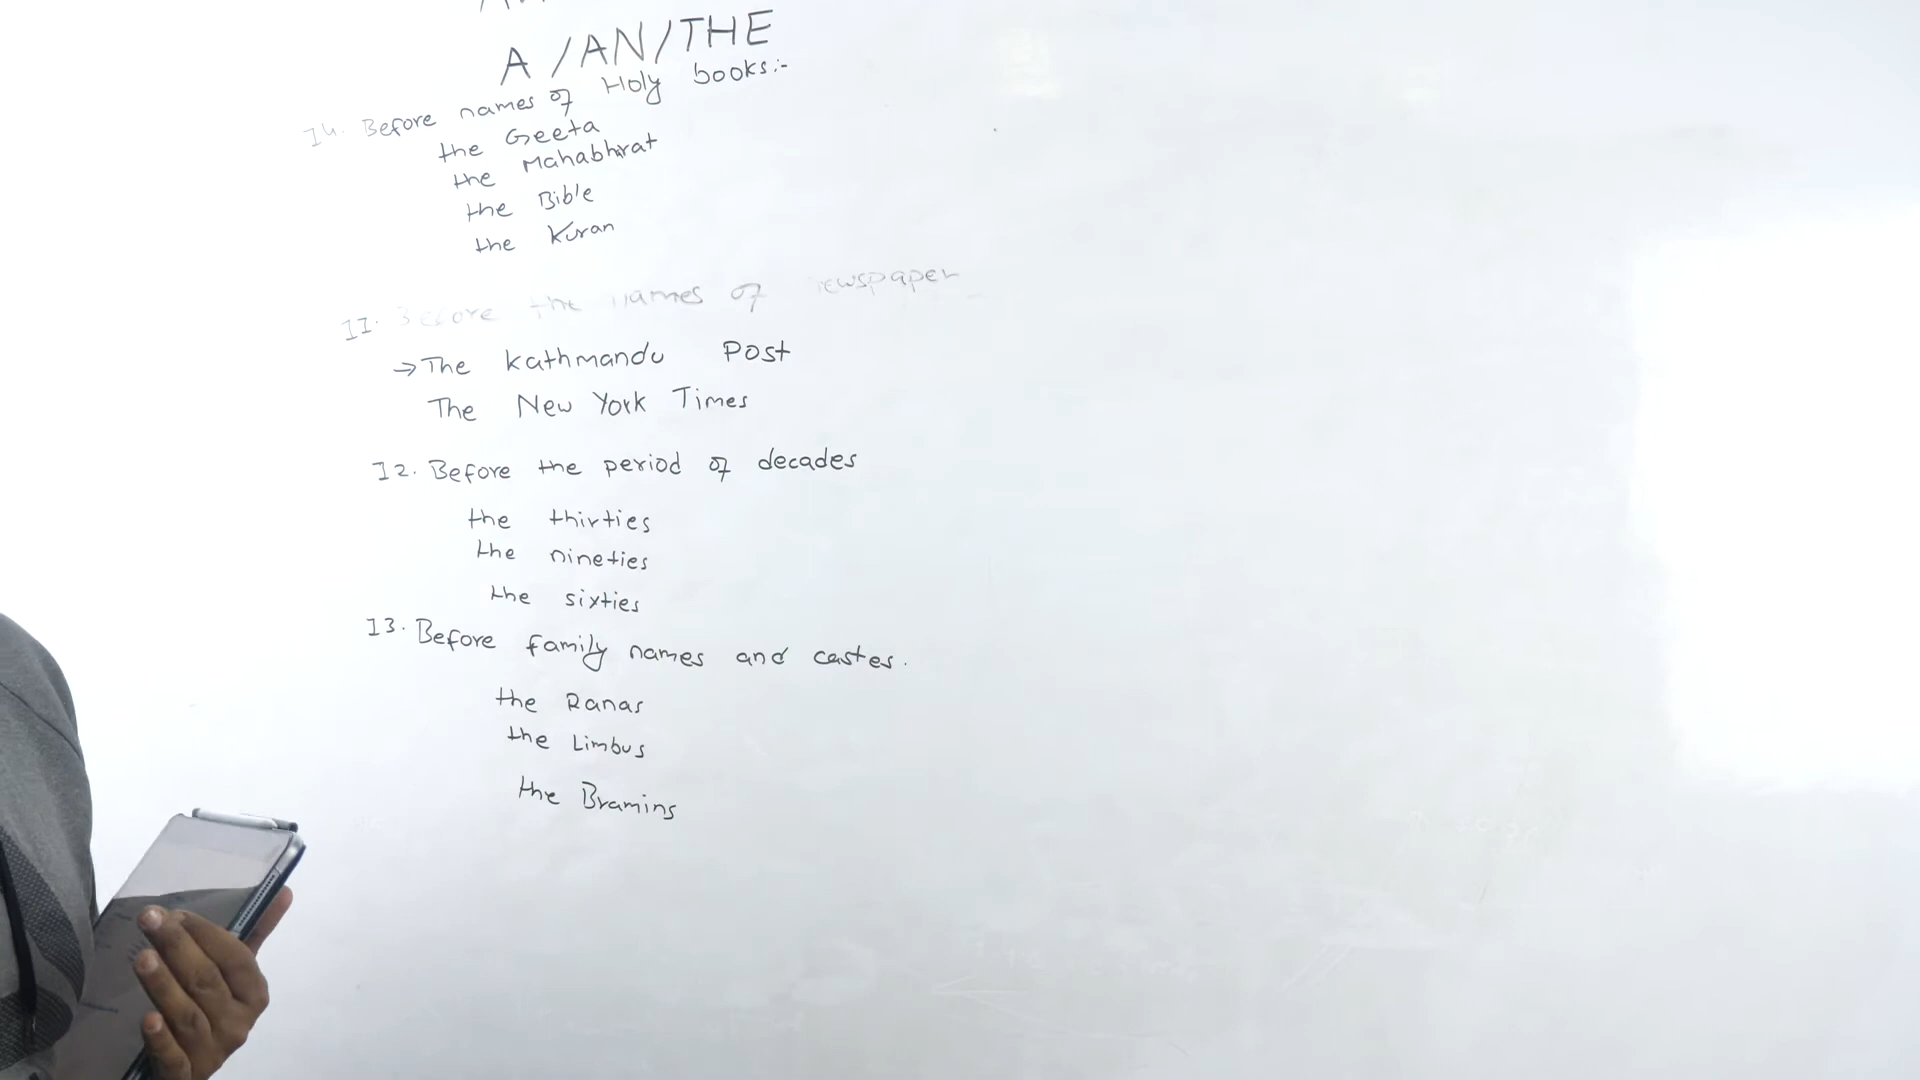 A/AN/THE
14. Before names of Holy books:-
the Geeta
the Mahabharat
the Bible
the Kuran
11. Before the names of newspaper
→ The Kathmandu Post
The New York Times
12. Before the period of decades
the thirties
the nineties
the sixties
13. Before family names and castes.
the Ranas
the Limbus
the Bramins